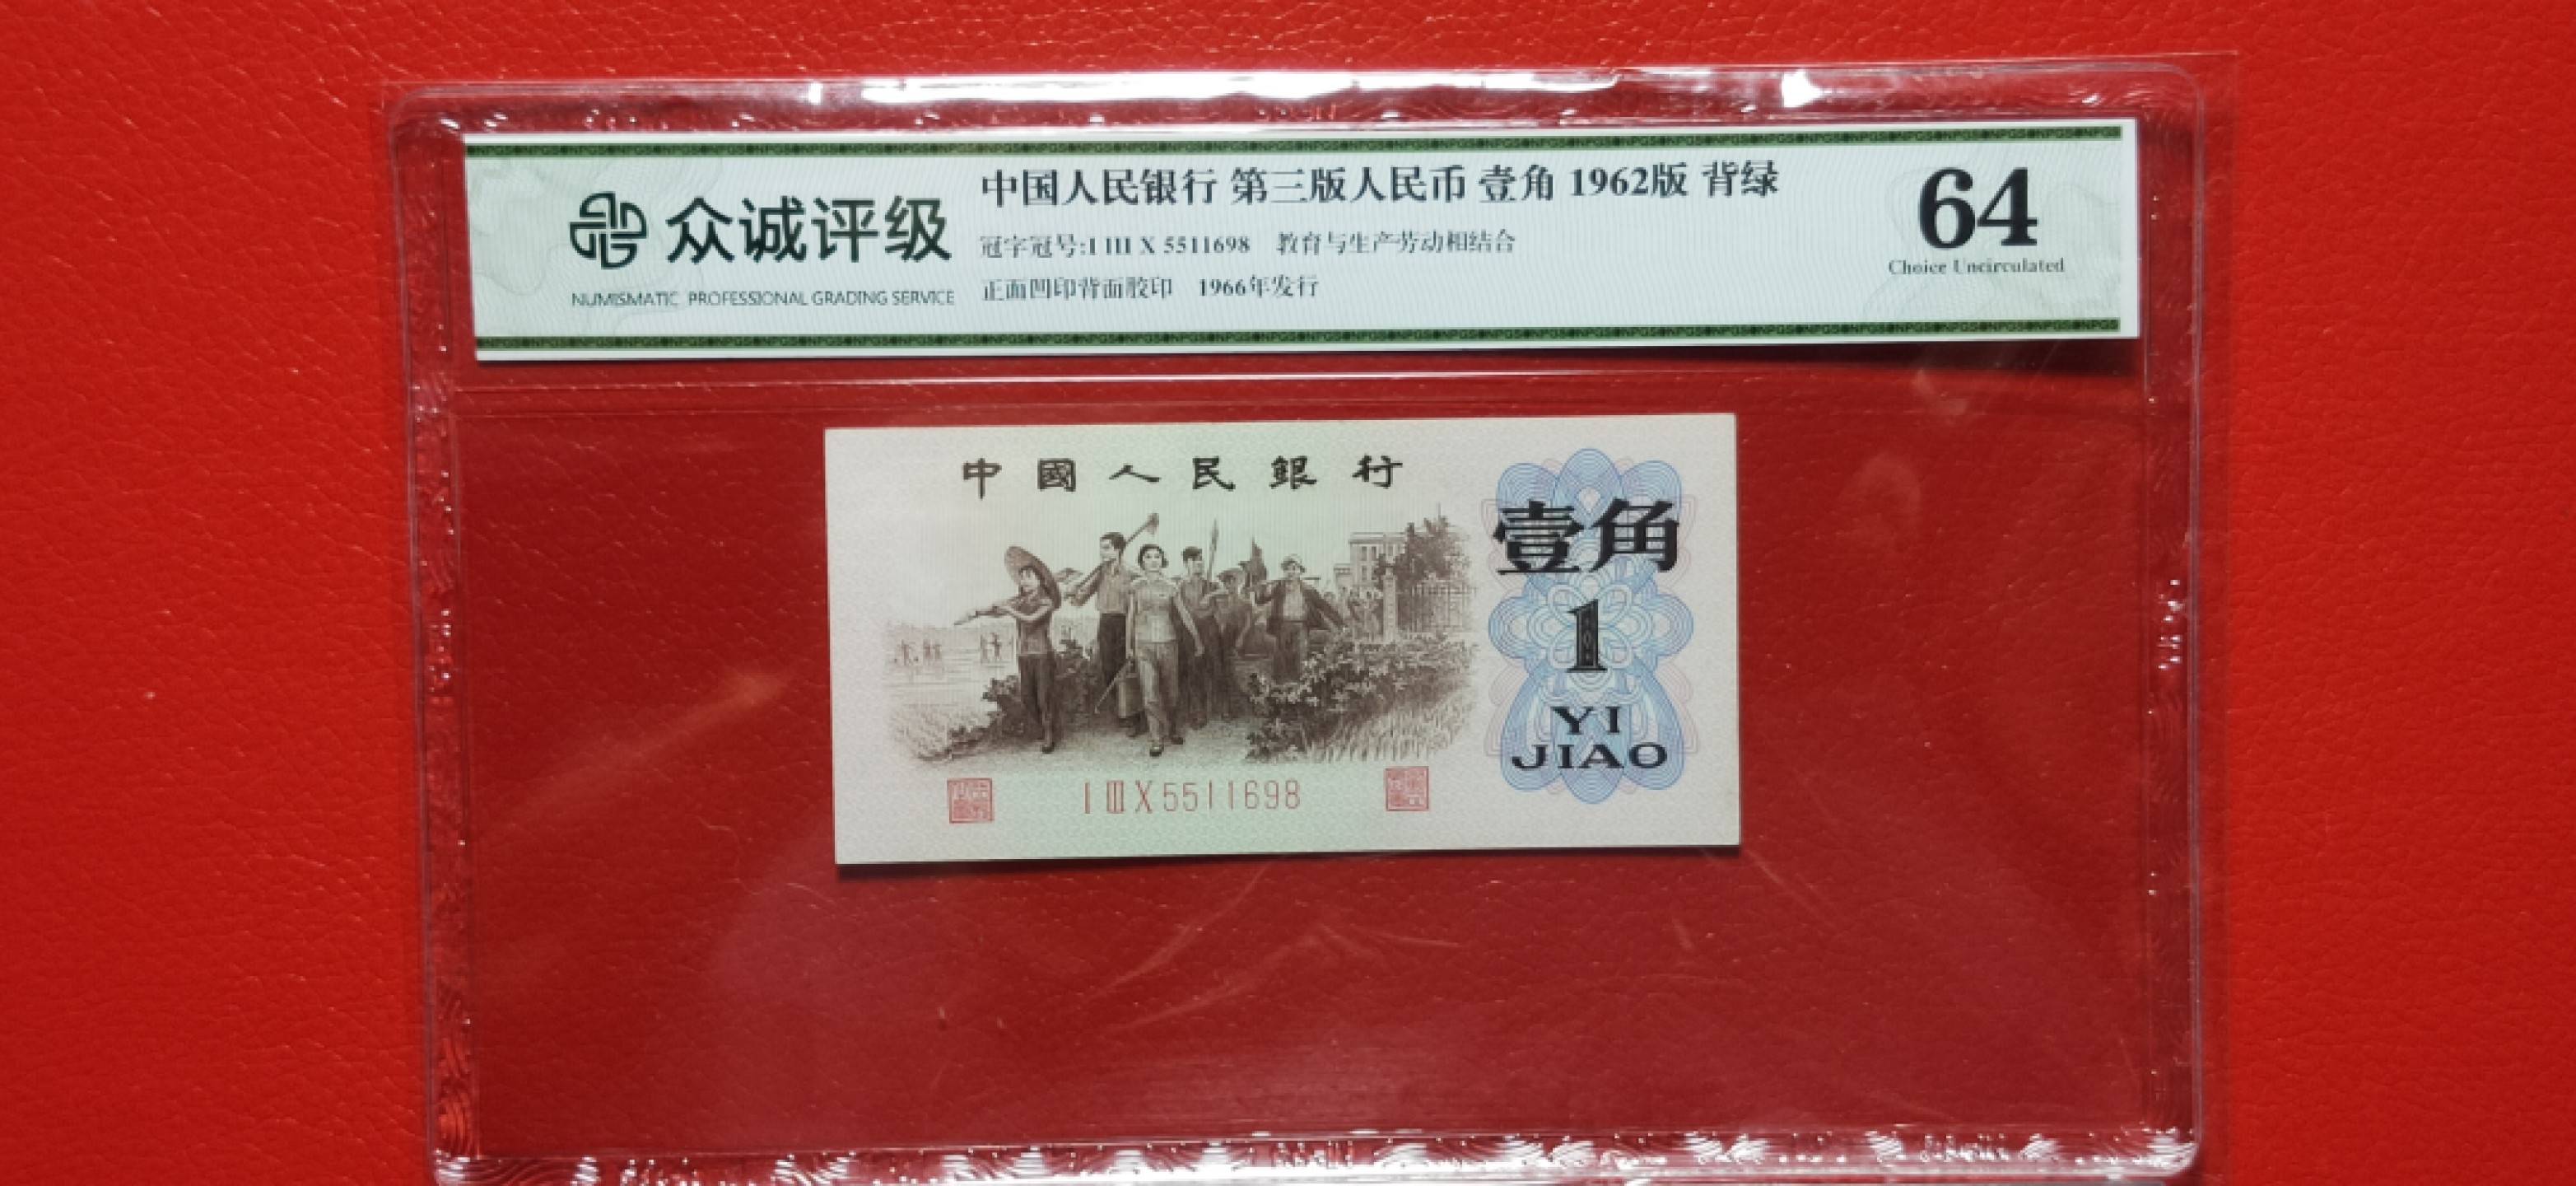 众诚评级
NUMISMATIC PROFESSIONAL GRADING SERVICE
中国人民银行 第三版人民币 壹角 1962版 背绿
冠字冠号:I III X 5511698 教育与生产劳动相结合
正面凹印背面胶印 1966年发行
64
Choice Uncirculated
中國人民銀行
壹角
1
YI
JIAO
I III X 5511698